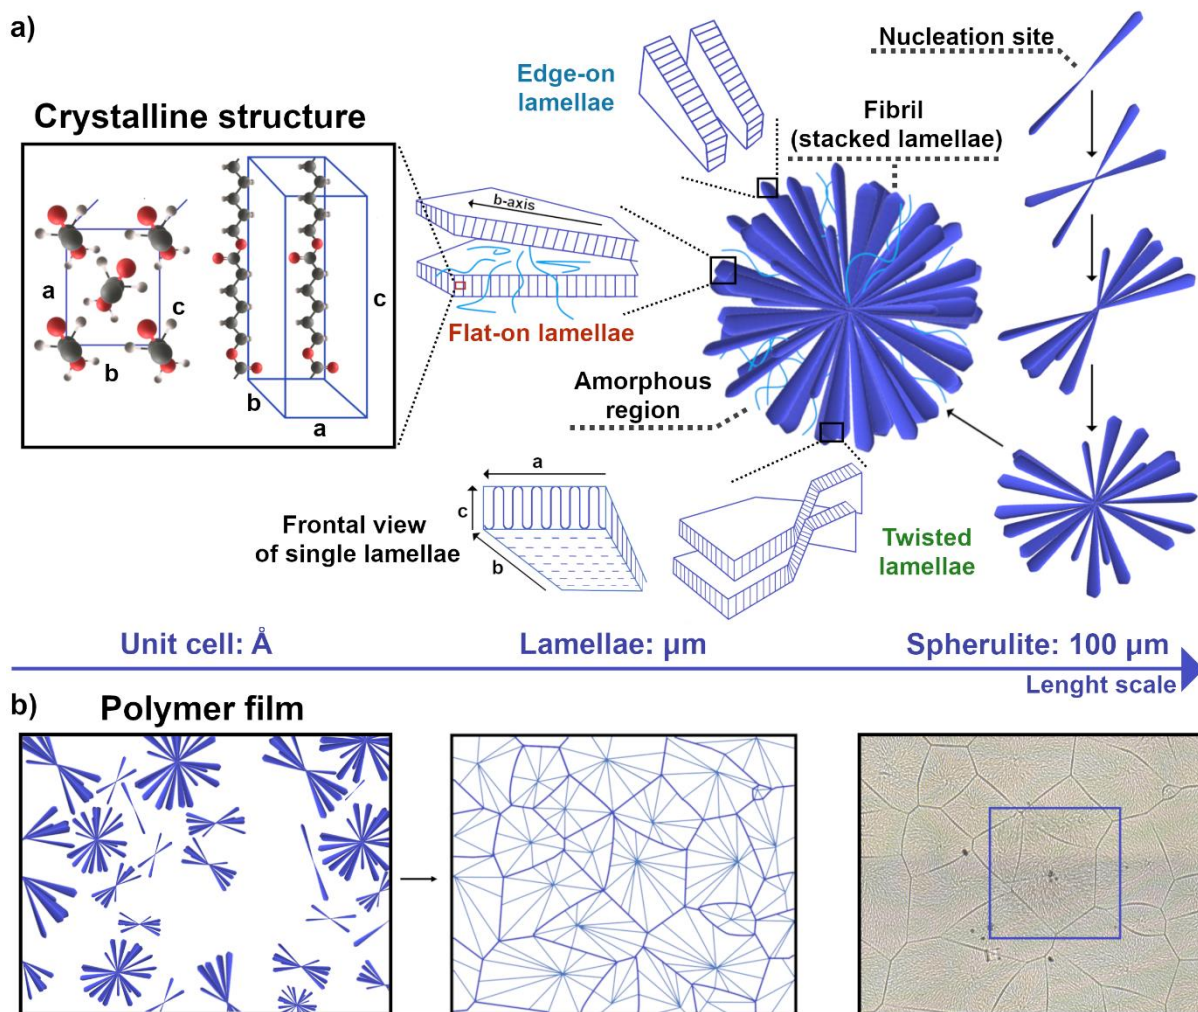 a)
Nucleation site
Edge-on
lamellae
Fibril
(stacked lamellae)
Crystalline structure
b-axis
a
c
b
c
b
a
Flat-on lamellae
Amorphous
region
a
c
b
Frontal view
of single lamellae
Twisted
lamellae
Unit cell: Å
Lamellae: µm
Spherulite: 100 µm
Lenght scale
b)
Polymer film